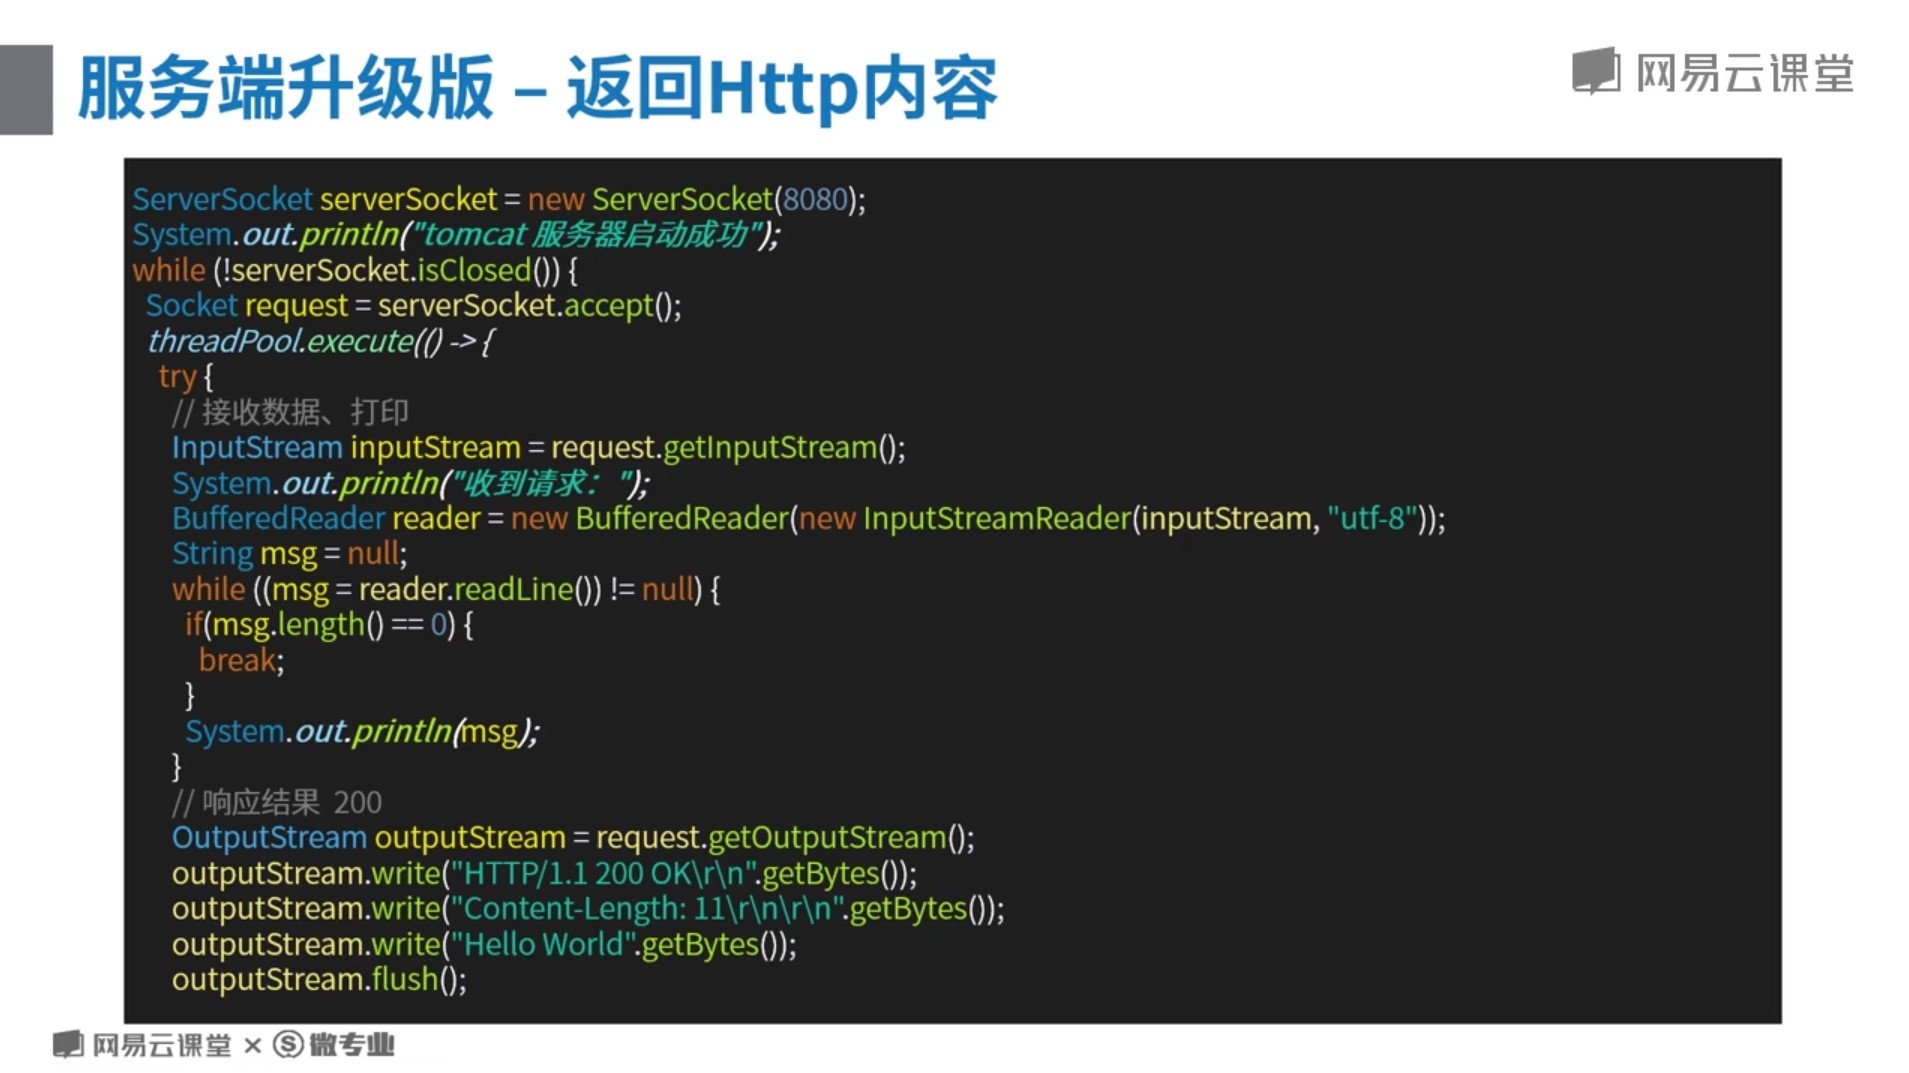 服务端升级版 – 返回Http内容
网易云课堂
ServerSocket serverSocket = new ServerSocket(8080);
System.out.println("tomcat 服务器启动成功");
while (!serverSocket.isClosed()) {
Socket request = serverSocket.accept();
threadPool.execute(() -> {
try {
// 接收数据、打印
InputStream inputStream = request.getInputStream();
System.out.println("收到请求：");
BufferedReader reader = new BufferedReader(new InputStreamReader(inputStream, "utf-8"));
String msg = null;
while ((msg = reader.readLine()) != null) {
if(msg.length() == 0) {
break;
}
System.out.println(msg);
}
// 响应结果 200
OutputStream outputStream = request.getOutputStream();
outputStream.write("HTTP/1.1 200 OK\r\n".getBytes());
outputStream.write("Content-Length: 11\r\n\r\n".getBytes());
outputStream.write("Hello World".getBytes());
outputStream.flush();
网易云课堂 × 微专业